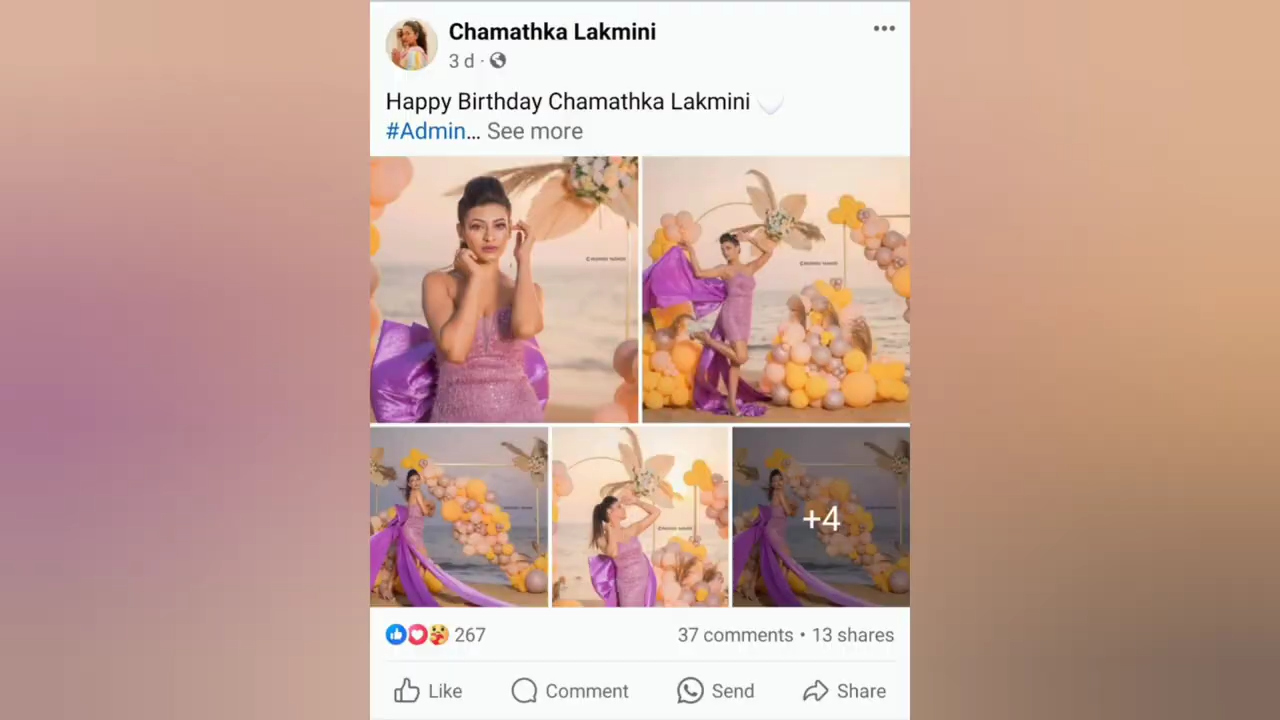 Chamathka Lakmini
3 d ·
Happy Birthday Chamathka Lakmini 🤍
#Admin... See more
+4
267
37 comments • 13 shares
Like Comment Send Share